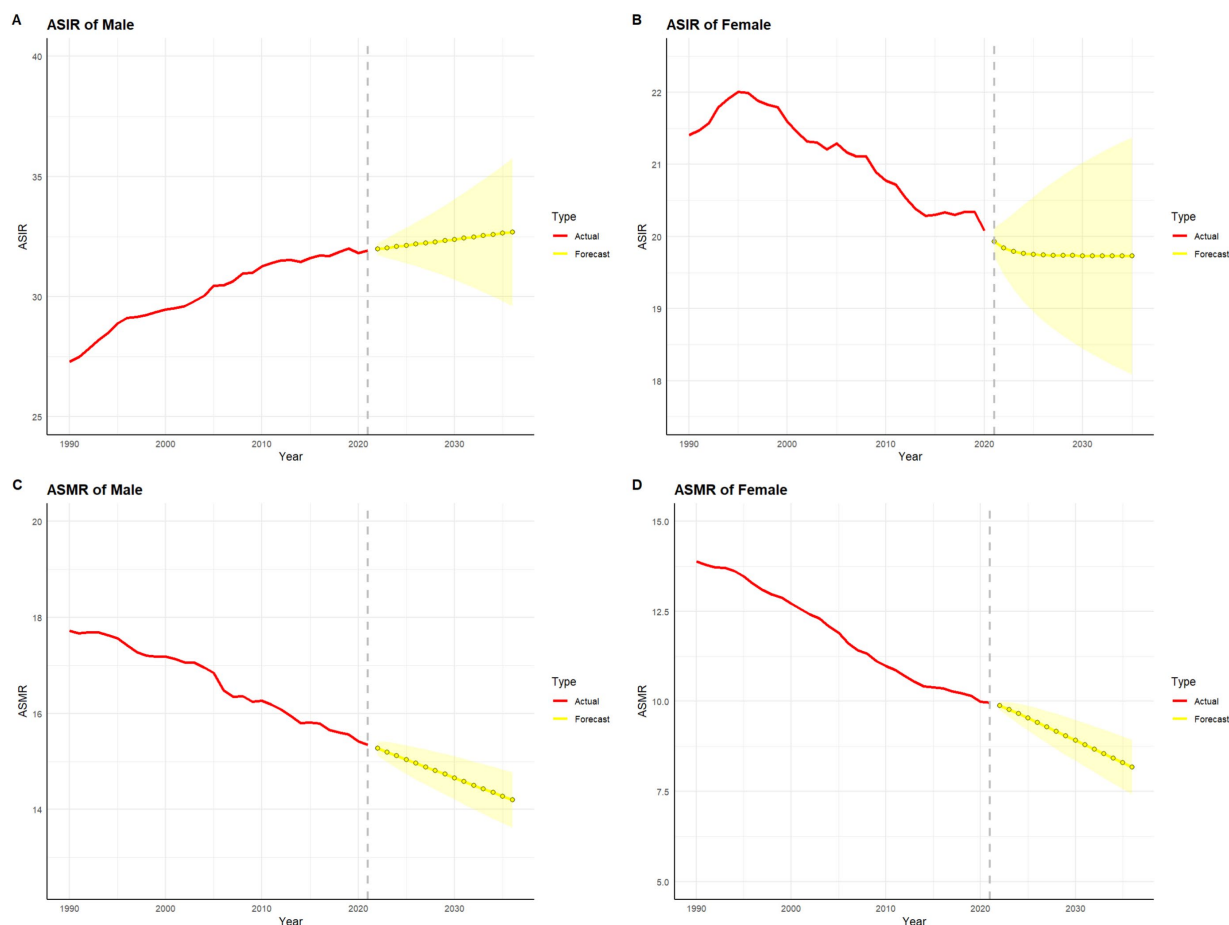 A
ASIR of Male
40
35
30
25
ASIR
1990
2000
2010
2020
2030
Year
Type
Actual
Forecast
B
ASIR of Female
22
21
20
19
18
ASIR
1990
2000
2010
2020
2030
Year
Type
Actual
Forecast
C
ASMR of Male
20
18
16
14
ASMR
1990
2000
2010
2020
2030
Year
Type
Actual
Forecast
D
ASMR of Female
15.0
12.5
10.0
7.5
5.0
ASMR
1990
2000
2010
2020
2030
Year
Type
Actual
Forecast